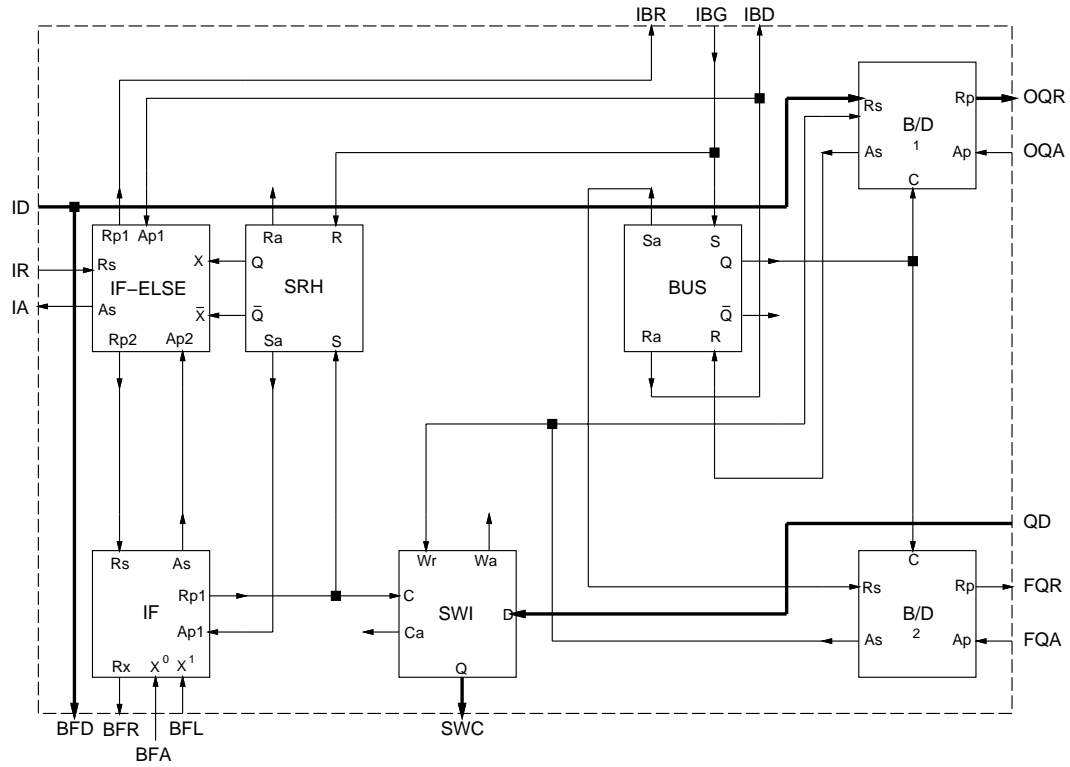 IBR IBG IBD
Rs Rp OQR
B/D
1
As Ap OQA
C
ID
Rp1 Ap1 Ra R Sa S
IR Rs X Q Q
IF–ELSE SRH BUS
IA As X̅ Q̅ Q̅
Rp2 Ap2 Sa S Ra R
QD
Rs As Wr Wa C
Rp1 C Rs Rp FQR
IF SWI D B/D
Ap1 Ca 2
As Ap FQA
Rx X⁰ X¹ Q
BFD BFR BFL SWC
BFA